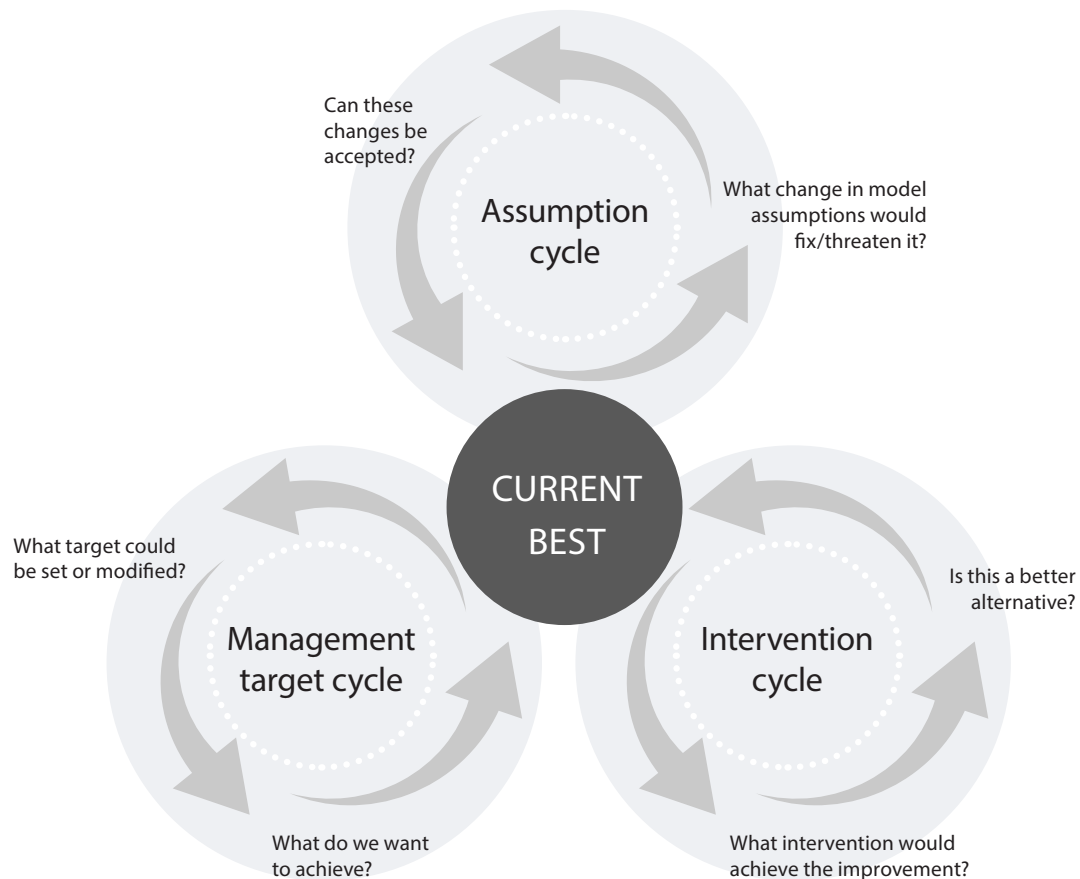 Can these
changes be
accepted?
What change in model
assumptions would
fix/threaten it?
Assumption
cycle
CURRENT
BEST
What target could
be set or modified?
Management
target cycle
What do we want
to achieve?
Is this a better
alternative?
Intervention
cycle
What intervention would
achieve the improvement?